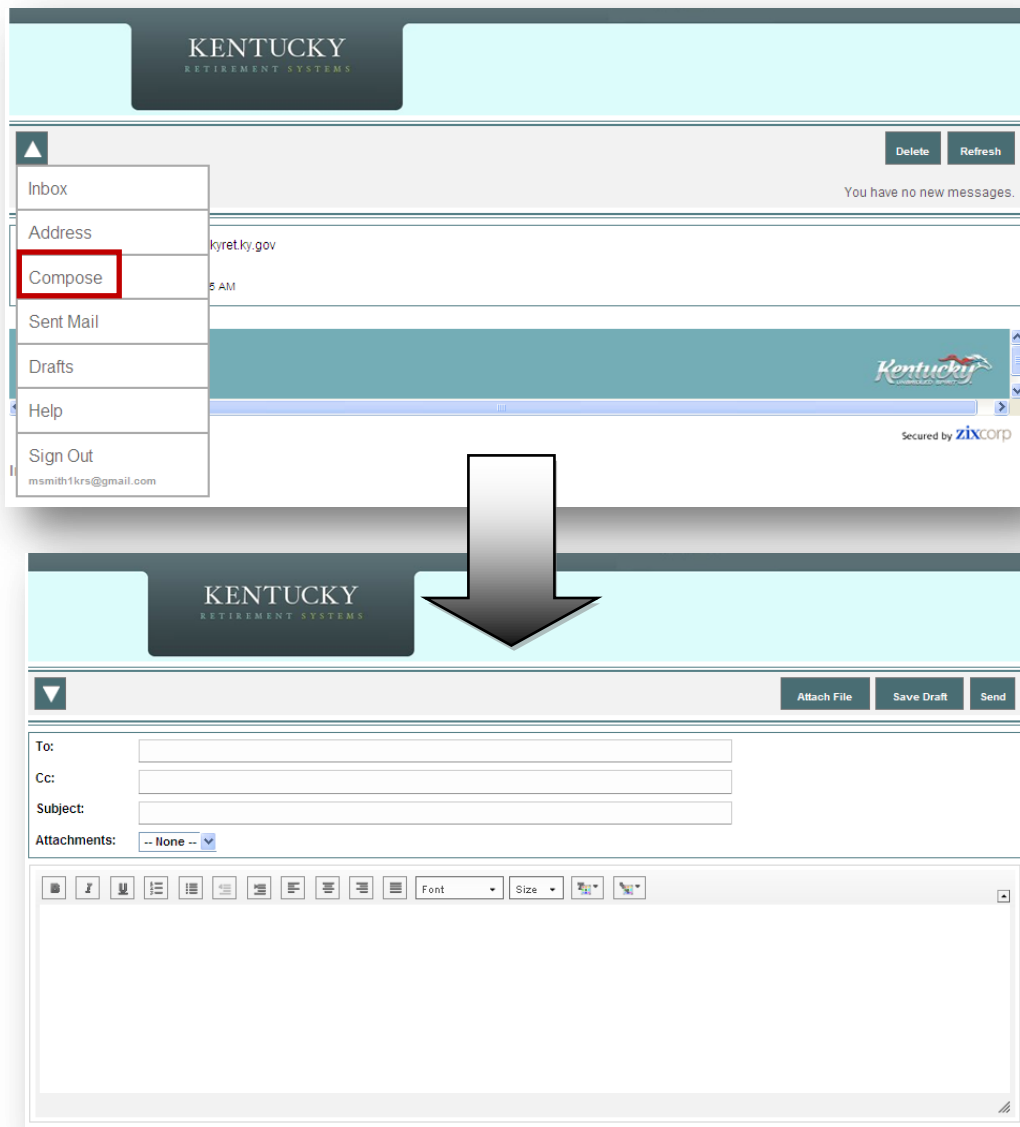 KENTUCKY
RETIREMENT SYSTEMS
Delete Refresh
Inbox
You have no new messages.
Address
kyret.ky.gov
Compose
5 AM
Sent Mail
Drafts
Kentucky
Help
Secured by zixcorp
Sign Out
msmith1krs@gmail.com
KENTUCKY
RETIREMENT SYSTEMS
Attach File Save Draft Send
To:
Cc:
Subject:
Attachments: -- None --
B I U Font Size